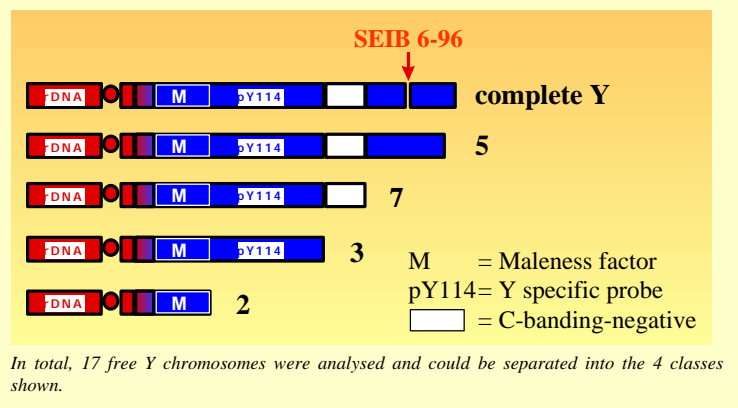 SEIB 6-96
rDNA M pY114 complete Y
rDNA M pY114 5
rDNA M pY114 7
rDNA M pY114 3
rDNA M 2
M = Maleness factor
pY114= Y specific probe
= C-banding-negative
In total, 17 free Y chromosomes were analysed and could be separated into the 4 classes
shown.